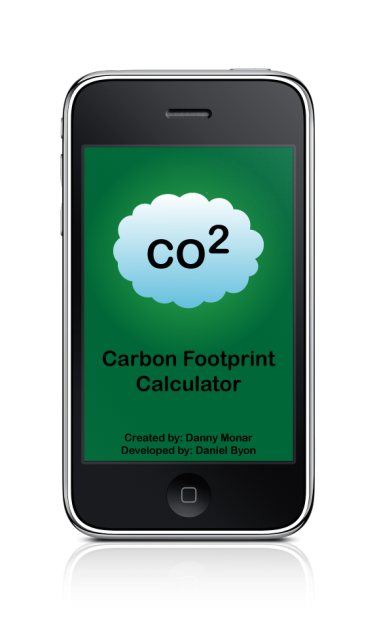 CO²
Carbon Footprint
Calculator
Created by: Danny Monar
Developed by: Daniel Byon